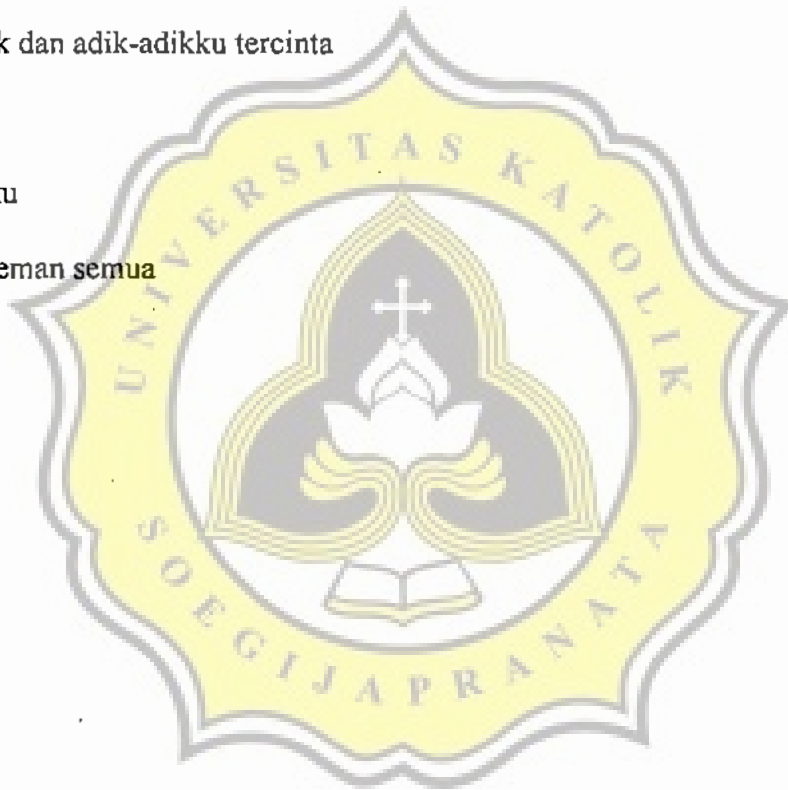 k dan adik-adikku tercinta
u
eman semua
UNIVERSITAS KATOLIK
SOEGIJAPRANATA